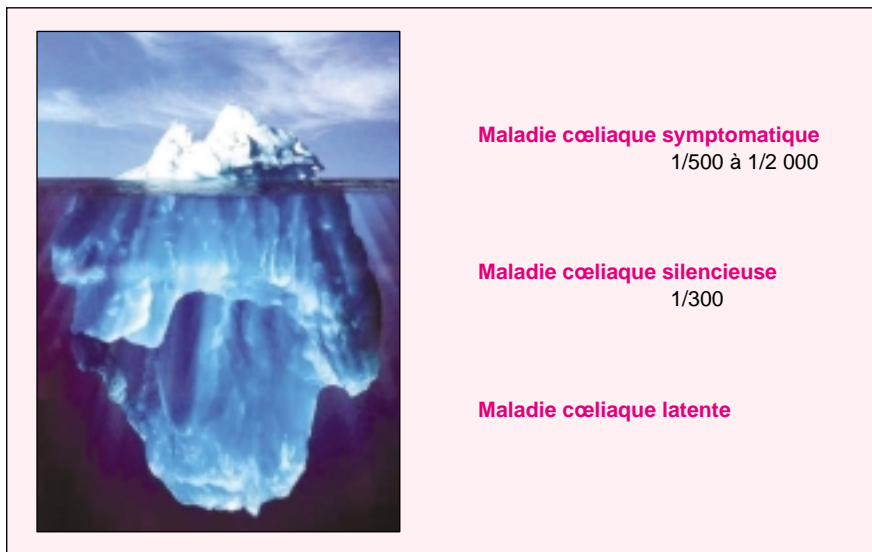 Maladie cœliaque symptomatique
1/500 à 1/2 000
Maladie cœliaque silencieuse
1/300
Maladie cœliaque latente